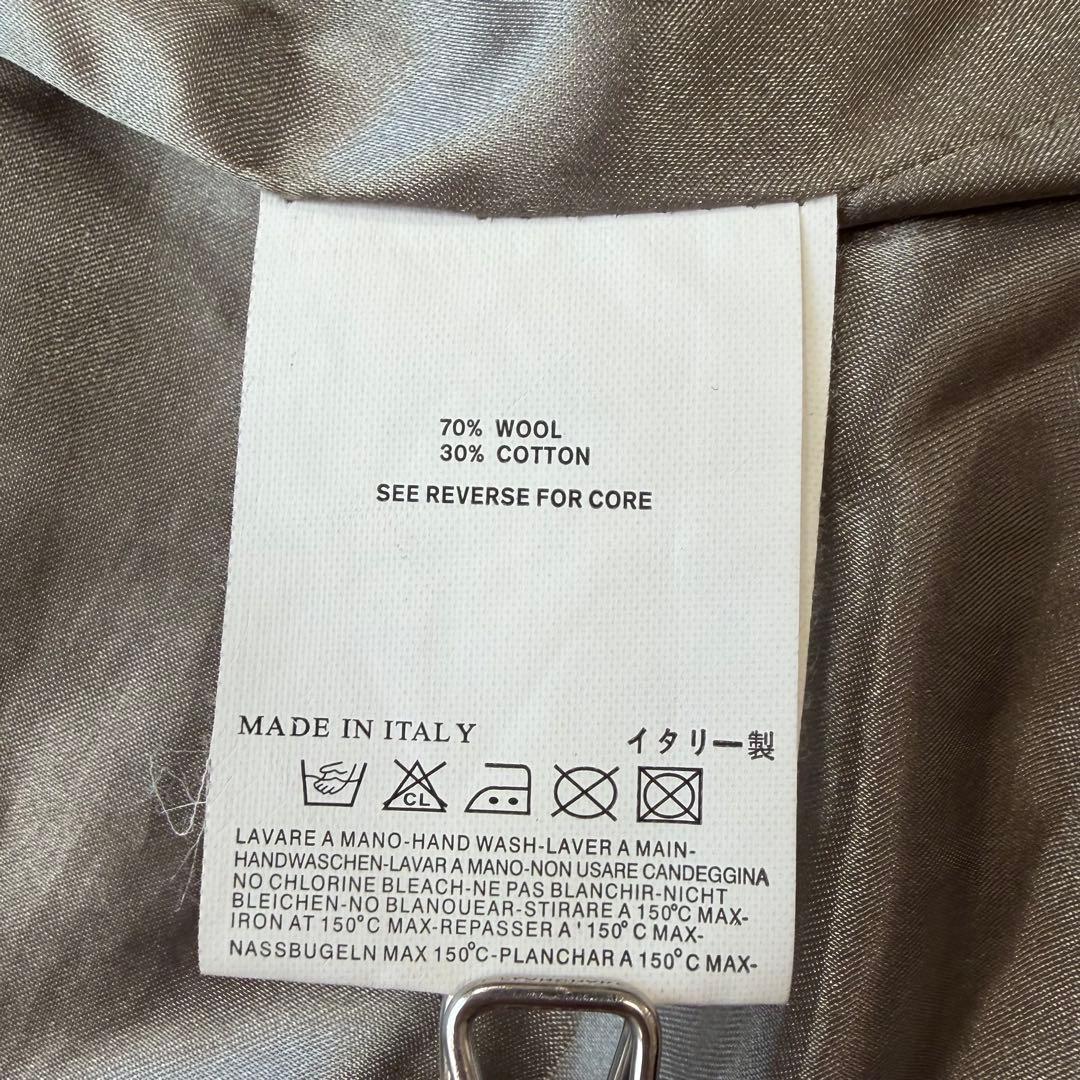 70% WOOL
30% COTTON
SEE REVERSE FOR CORE
MADE IN ITALY
イタリー製
CL
LAVARE A MANO-HAND WASH-LAVER A MAIN-
HANDWASCHEN-LAVAR A MANO-NON USARE CANDEGGINA
NO CHLORINE BLEACH-NE PAS BLANCHIR-NICHT
BLEICHEN-NO BLANQUEAR-STIRARE A 150°C MAX-
IRON AT 150°C MAX-REPASSER A' 150°C MAX-
NASSBUGELN MAX 150°C-PLANCHAR A 150°C MAX-